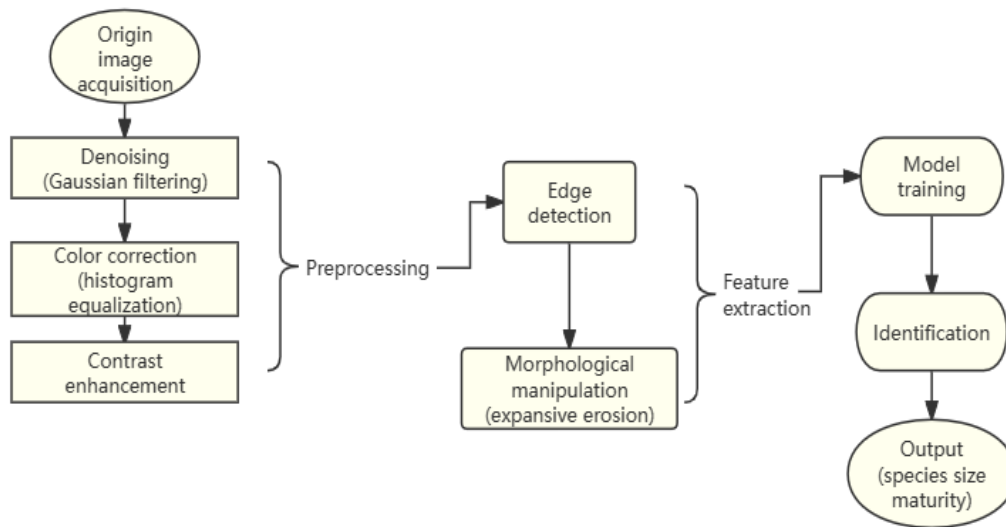 Origin
image
acquisition
Denoising
(Gaussian filtering)
Color correction
(histogram
equalization)
Contrast
enhancement
Preprocessing
Edge
detection
Morphological
manipulation
(expansive erosion)
Feature
extraction
Model
training
Identification
Output
(species size
maturity)